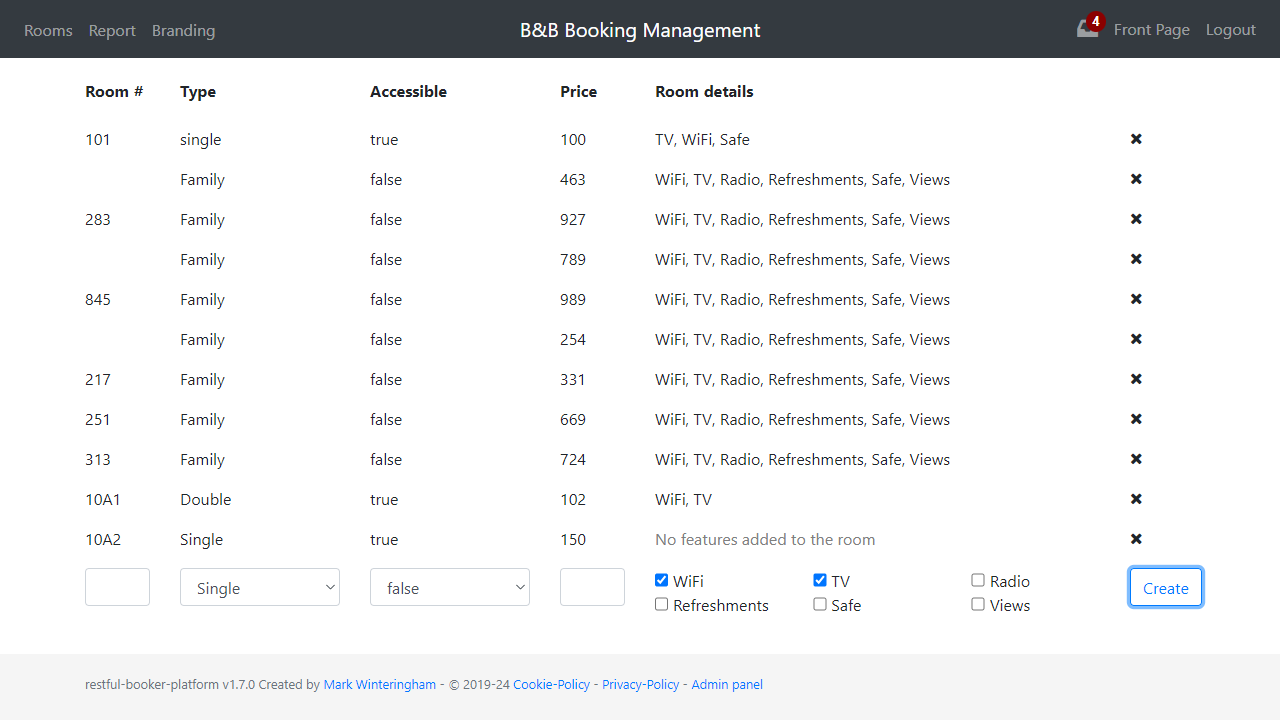 Rooms Report Branding B&B Booking Management 4 Front Page Logout
Room # Type Accessible Price Room details
101 single true 100 TV, WiFi, Safe
Family false 463 WiFi, TV, Radio, Refreshments, Safe, Views
283 Family false 927 WiFi, TV, Radio, Refreshments, Safe, Views
Family false 789 WiFi, TV, Radio, Refreshments, Safe, Views
845 Family false 989 WiFi, TV, Radio, Refreshments, Safe, Views
Family false 254 WiFi, TV, Radio, Refreshments, Safe, Views
217 Family false 331 WiFi, TV, Radio, Refreshments, Safe, Views
251 Family false 669 WiFi, TV, Radio, Refreshments, Safe, Views
313 Family false 724 WiFi, TV, Radio, Refreshments, Safe, Views
10A1 Double true 102 WiFi, TV
10A2 Single true 150 No features added to the room
Single false WiFi TV Radio Create
Refreshments Safe Views
restful-booker-platform v1.7.0 Created by Mark Winteringham - © 2019-24 Cookie-Policy - Privacy-Policy - Admin panel